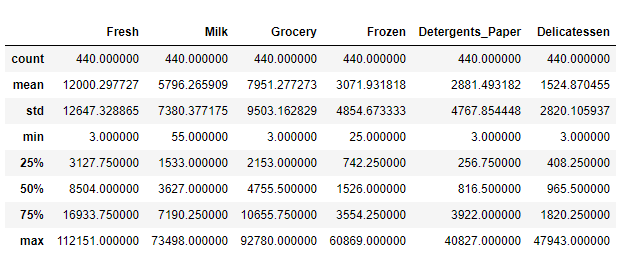 Fresh Milk Grocery Frozen Detergents_Paper Delicatessen
count 440.000000 440.000000 440.000000 440.000000 440.000000 440.000000
mean 12000.297727 5796.265909 7951.277273 3071.931818 2881.493182 1524.870455
std 12647.328865 7380.377175 9503.162829 4854.673333 4767.854448 2820.105937
min 3.000000 55.000000 3.000000 25.000000 3.000000 3.000000
25% 3127.750000 1533.000000 2153.000000 742.250000 256.750000 408.250000
50% 8504.000000 3627.000000 4755.500000 1526.000000 816.500000 965.500000
75% 16933.750000 7190.250000 10655.750000 3554.250000 3922.000000 1820.250000
max 112151.000000 73498.000000 92780.000000 60869.000000 40827.000000 47943.000000